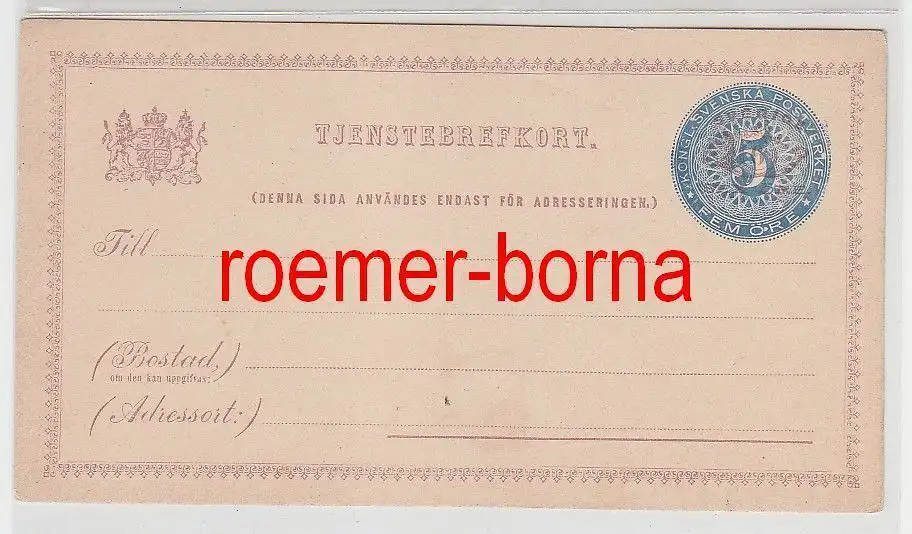 TJENSTEBREFKORT.
KONGL. SVENSKA POSTVERKET
5
FEM ÖRE
(DENNA SIDA ANVÄNDES ENDAST FÖR ADRESSERINGEN.)
Till
roemer-borna
(Bostad,)
om den kan uppgifvas:
(Adressort:)